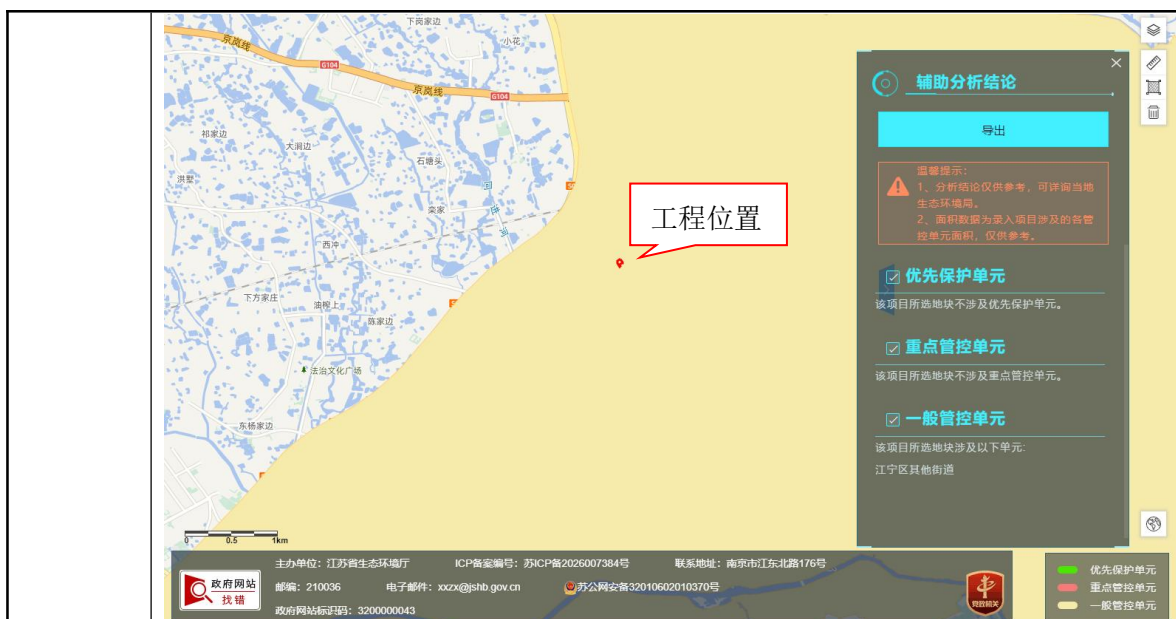 下岗家边
小花
京岚线
G104
京岚线
G104
祁家边
大涧边
石塘头
洪墅
栾家
西冲
下方家庄
油榨上
陈家边
法治文化广场
东杨家边
0 0.5 1km
工程位置
辅助分析结论
导出
温馨提示：
1、分析结论仅供参考，可详询当地
生态环境局。
2、面积数据为录入项目涉及的各管
控单元面积，仅供参考。
优先保护单元
该项目所选地块不涉及优先保护单元。
重点管控单元
该项目所选地块不涉及重点管控单元。
一般管控单元
该项目所选地块涉及以下单元:
江宁区其他街道
政府网站
找错
主办单位：江苏省生态环境厅 ICP备案编号：苏ICP备2026007384号 联系地址：南京市江东北路176号
邮编：210036 电子邮件：xxzx@jshb.gov.cn 苏公网安备32010602010370号
政府网站标识码：3200000043
党政机关
优先保护单元
重点管控单元
一般管控单元